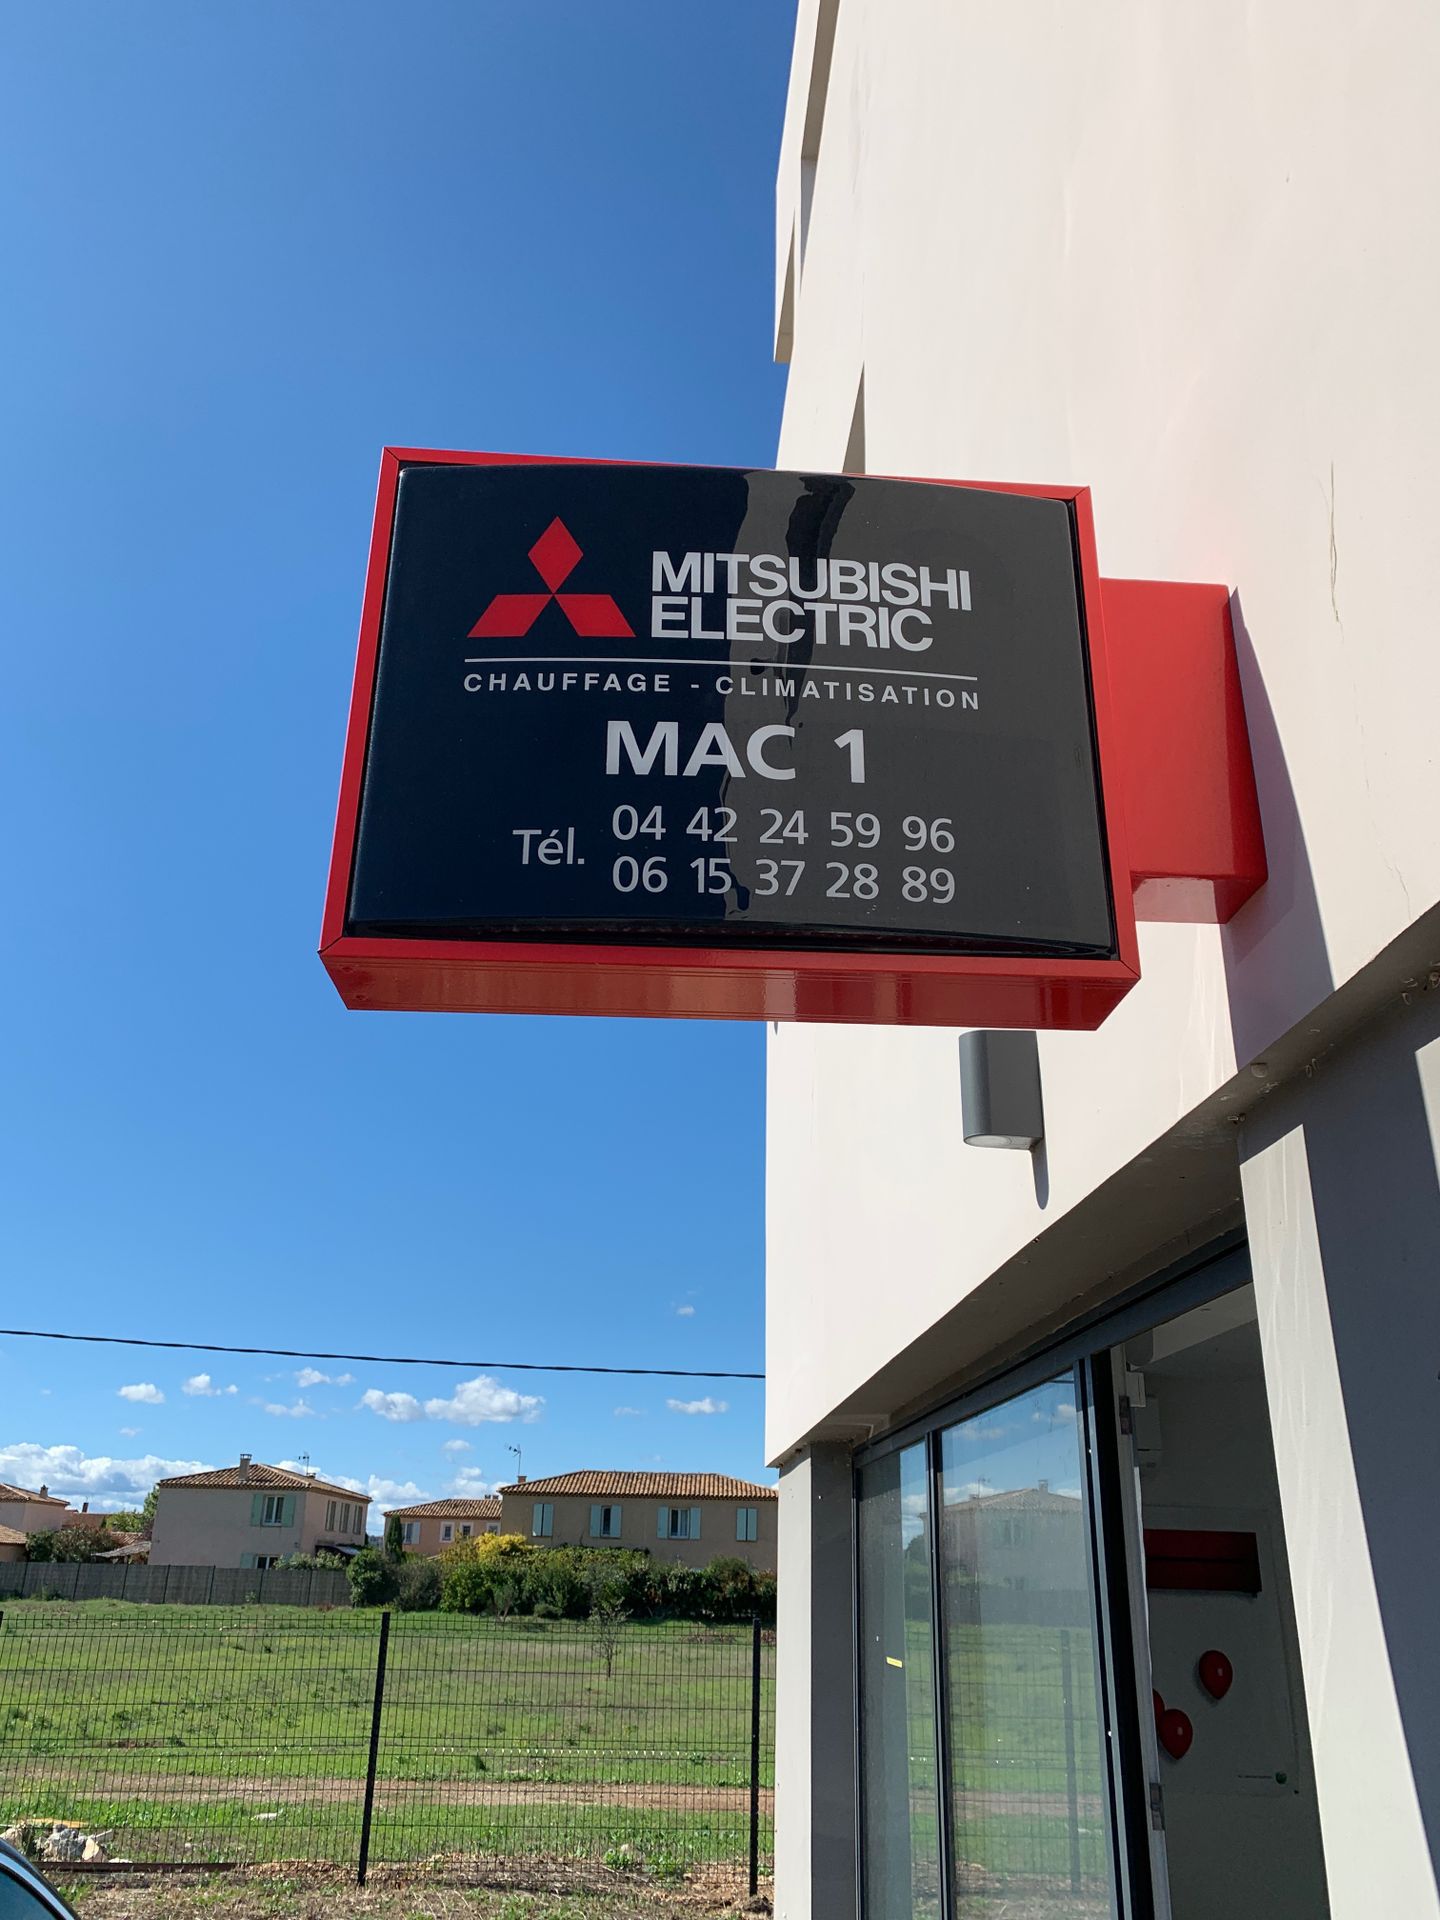 MITSUBISHI
ELECTRIC
CHAUFFAGE - CLIMATISATION
MAC 1
Tél. 04 42 24 59 96
06 15 37 28 89